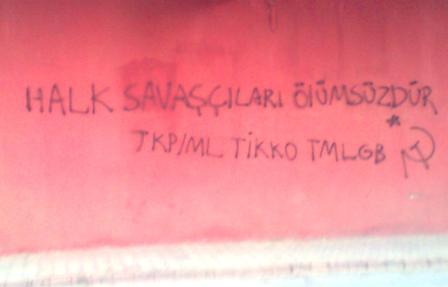 HALK SAVAŞÇILARI ÖlÜMSÜZDÜR
TKP/ML TİKKO TMLGB